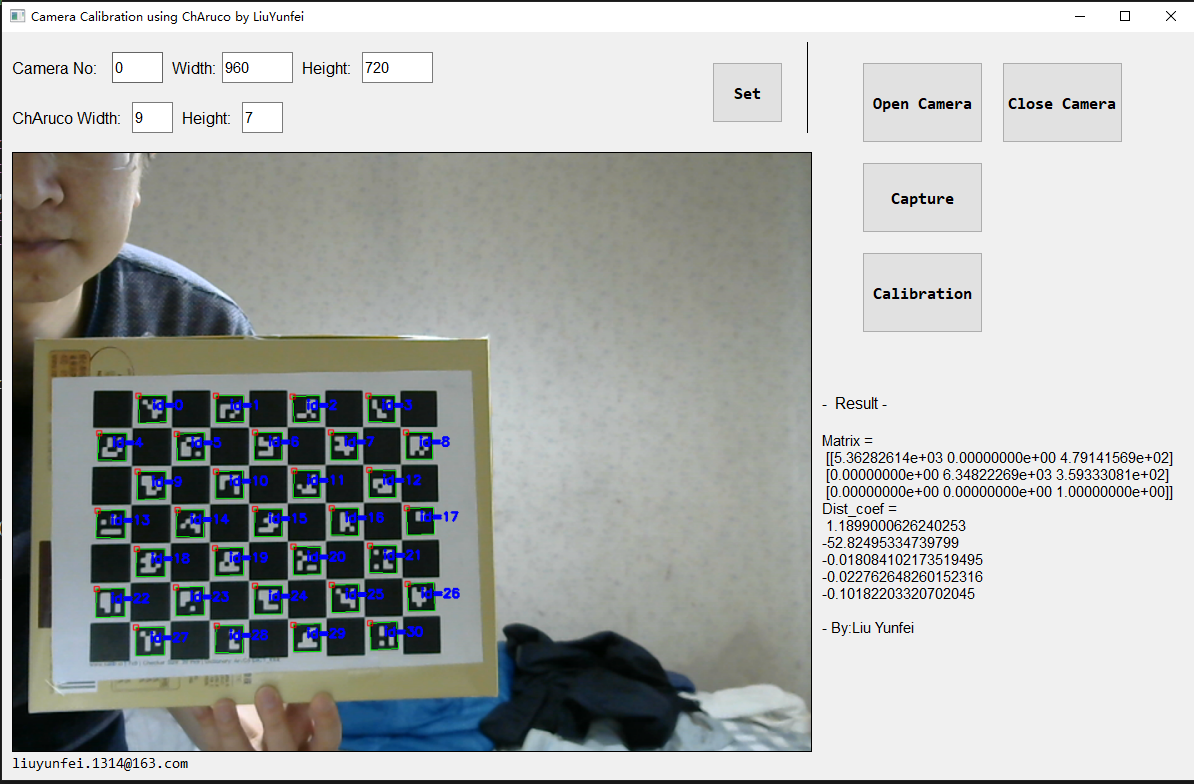 Camera Calibration using ChAruco by LiuYunfei
Camera No: 0 Width: 960 Height: 720
ChAruco Width: 9 Height: 7
Set
Open Camera Close Camera
Capture
Calibration
id=0 id=1 id=2 id=3
id=4 id=5 id=6 id=7 id=8
id=9 id=10 id=11 id=12
id=13 id=14 id=15 id=16 id=17
id=18 id=19 id=20 id=21
id=22 id=23 id=24 id=25 id=26
id=27 id=28 id=29 id=30
- Result -
Matrix =
[[5.36282614e+03 0.00000000e+00 4.79141569e+02]
[0.00000000e+00 6.34822269e+03 3.59333081e+02]
[0.00000000e+00 0.00000000e+00 1.00000000e+00]]
Dist_coef =
1.1899000626240253
-52.82495334739799
-0.018084102173519495
-0.022762648260152316
-0.10182203320702045
- By:Liu Yunfei
liuyunfei.1314@163.com